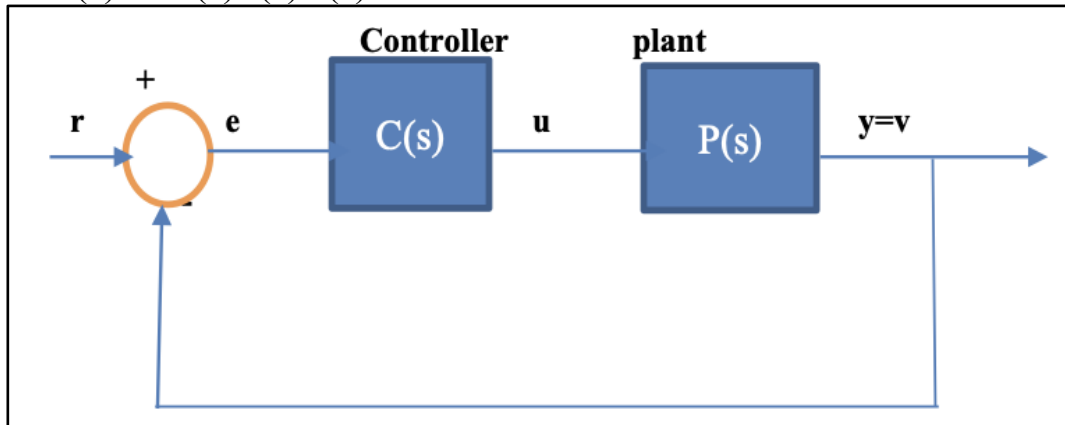 Controller plant
+
r e C(s) u P(s) y=v
-